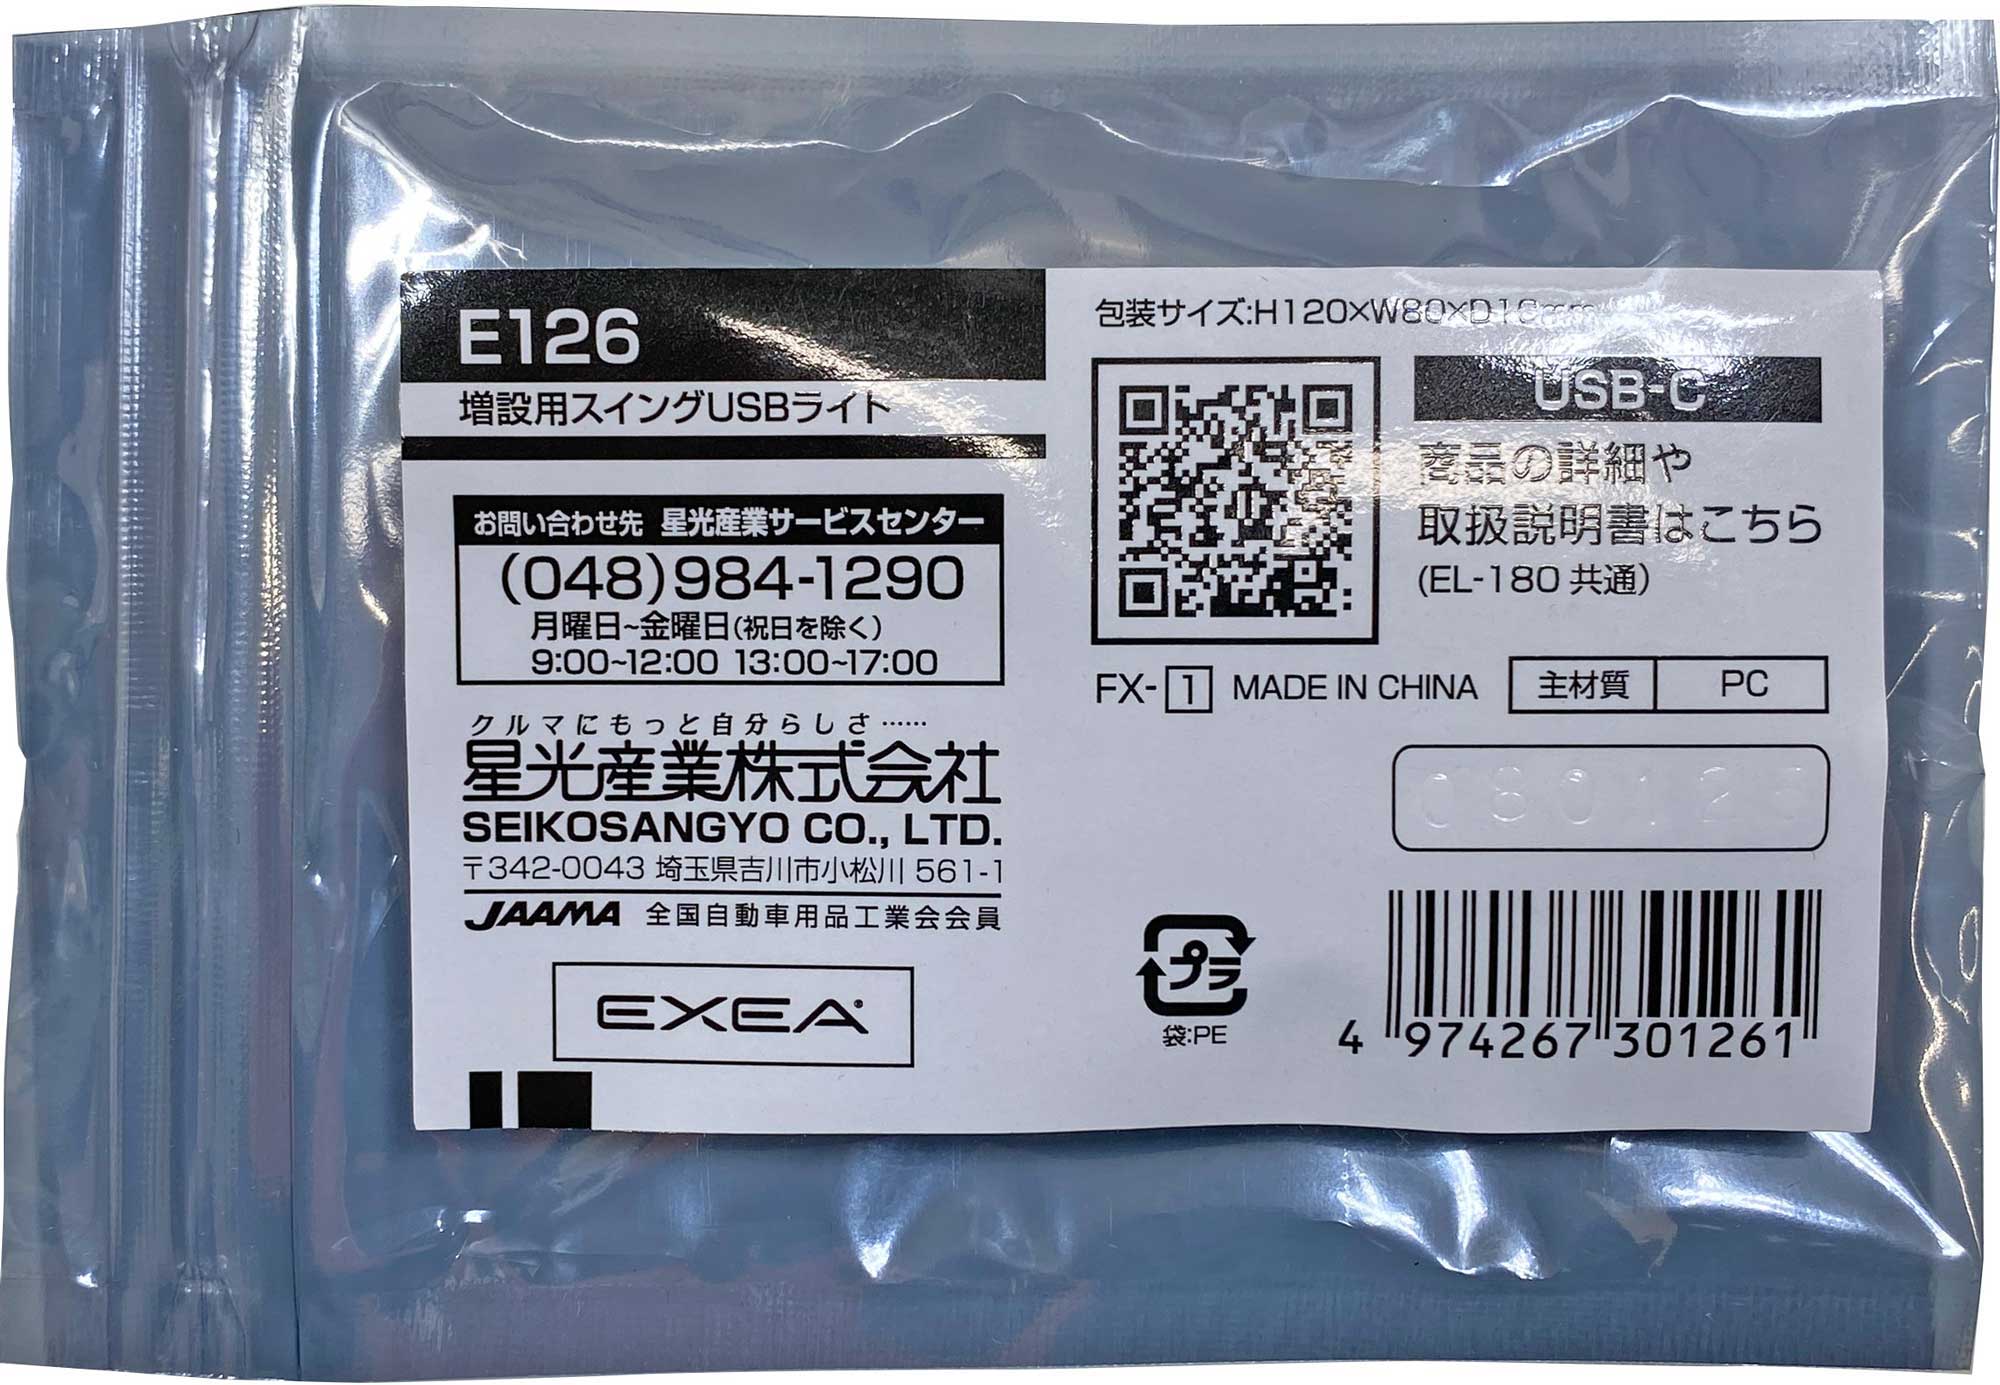 E126
増設用スイングUSBライト
お問い合わせ先 星光産業サービスセンター
(048)984-1290
月曜日~金曜日(祝日を除く)
9:00~12:00 13:00~17:00
クルマにもっと自分らしさ……
星光産業株式会社
SEIKOSANGYO CO., LTD.
〒342-0043 埼玉県吉川市小松川 561-1
JAAMA 全国自動車用品工業会会員
EXEA®
包装サイズ:H120×W80×
USB-C
商品の詳細や
取扱説明書はこちら
(EL-180 共通)
FX-1 MADE IN CHINA 主材質 PC
プラ
袋:PE
4 974267 301261